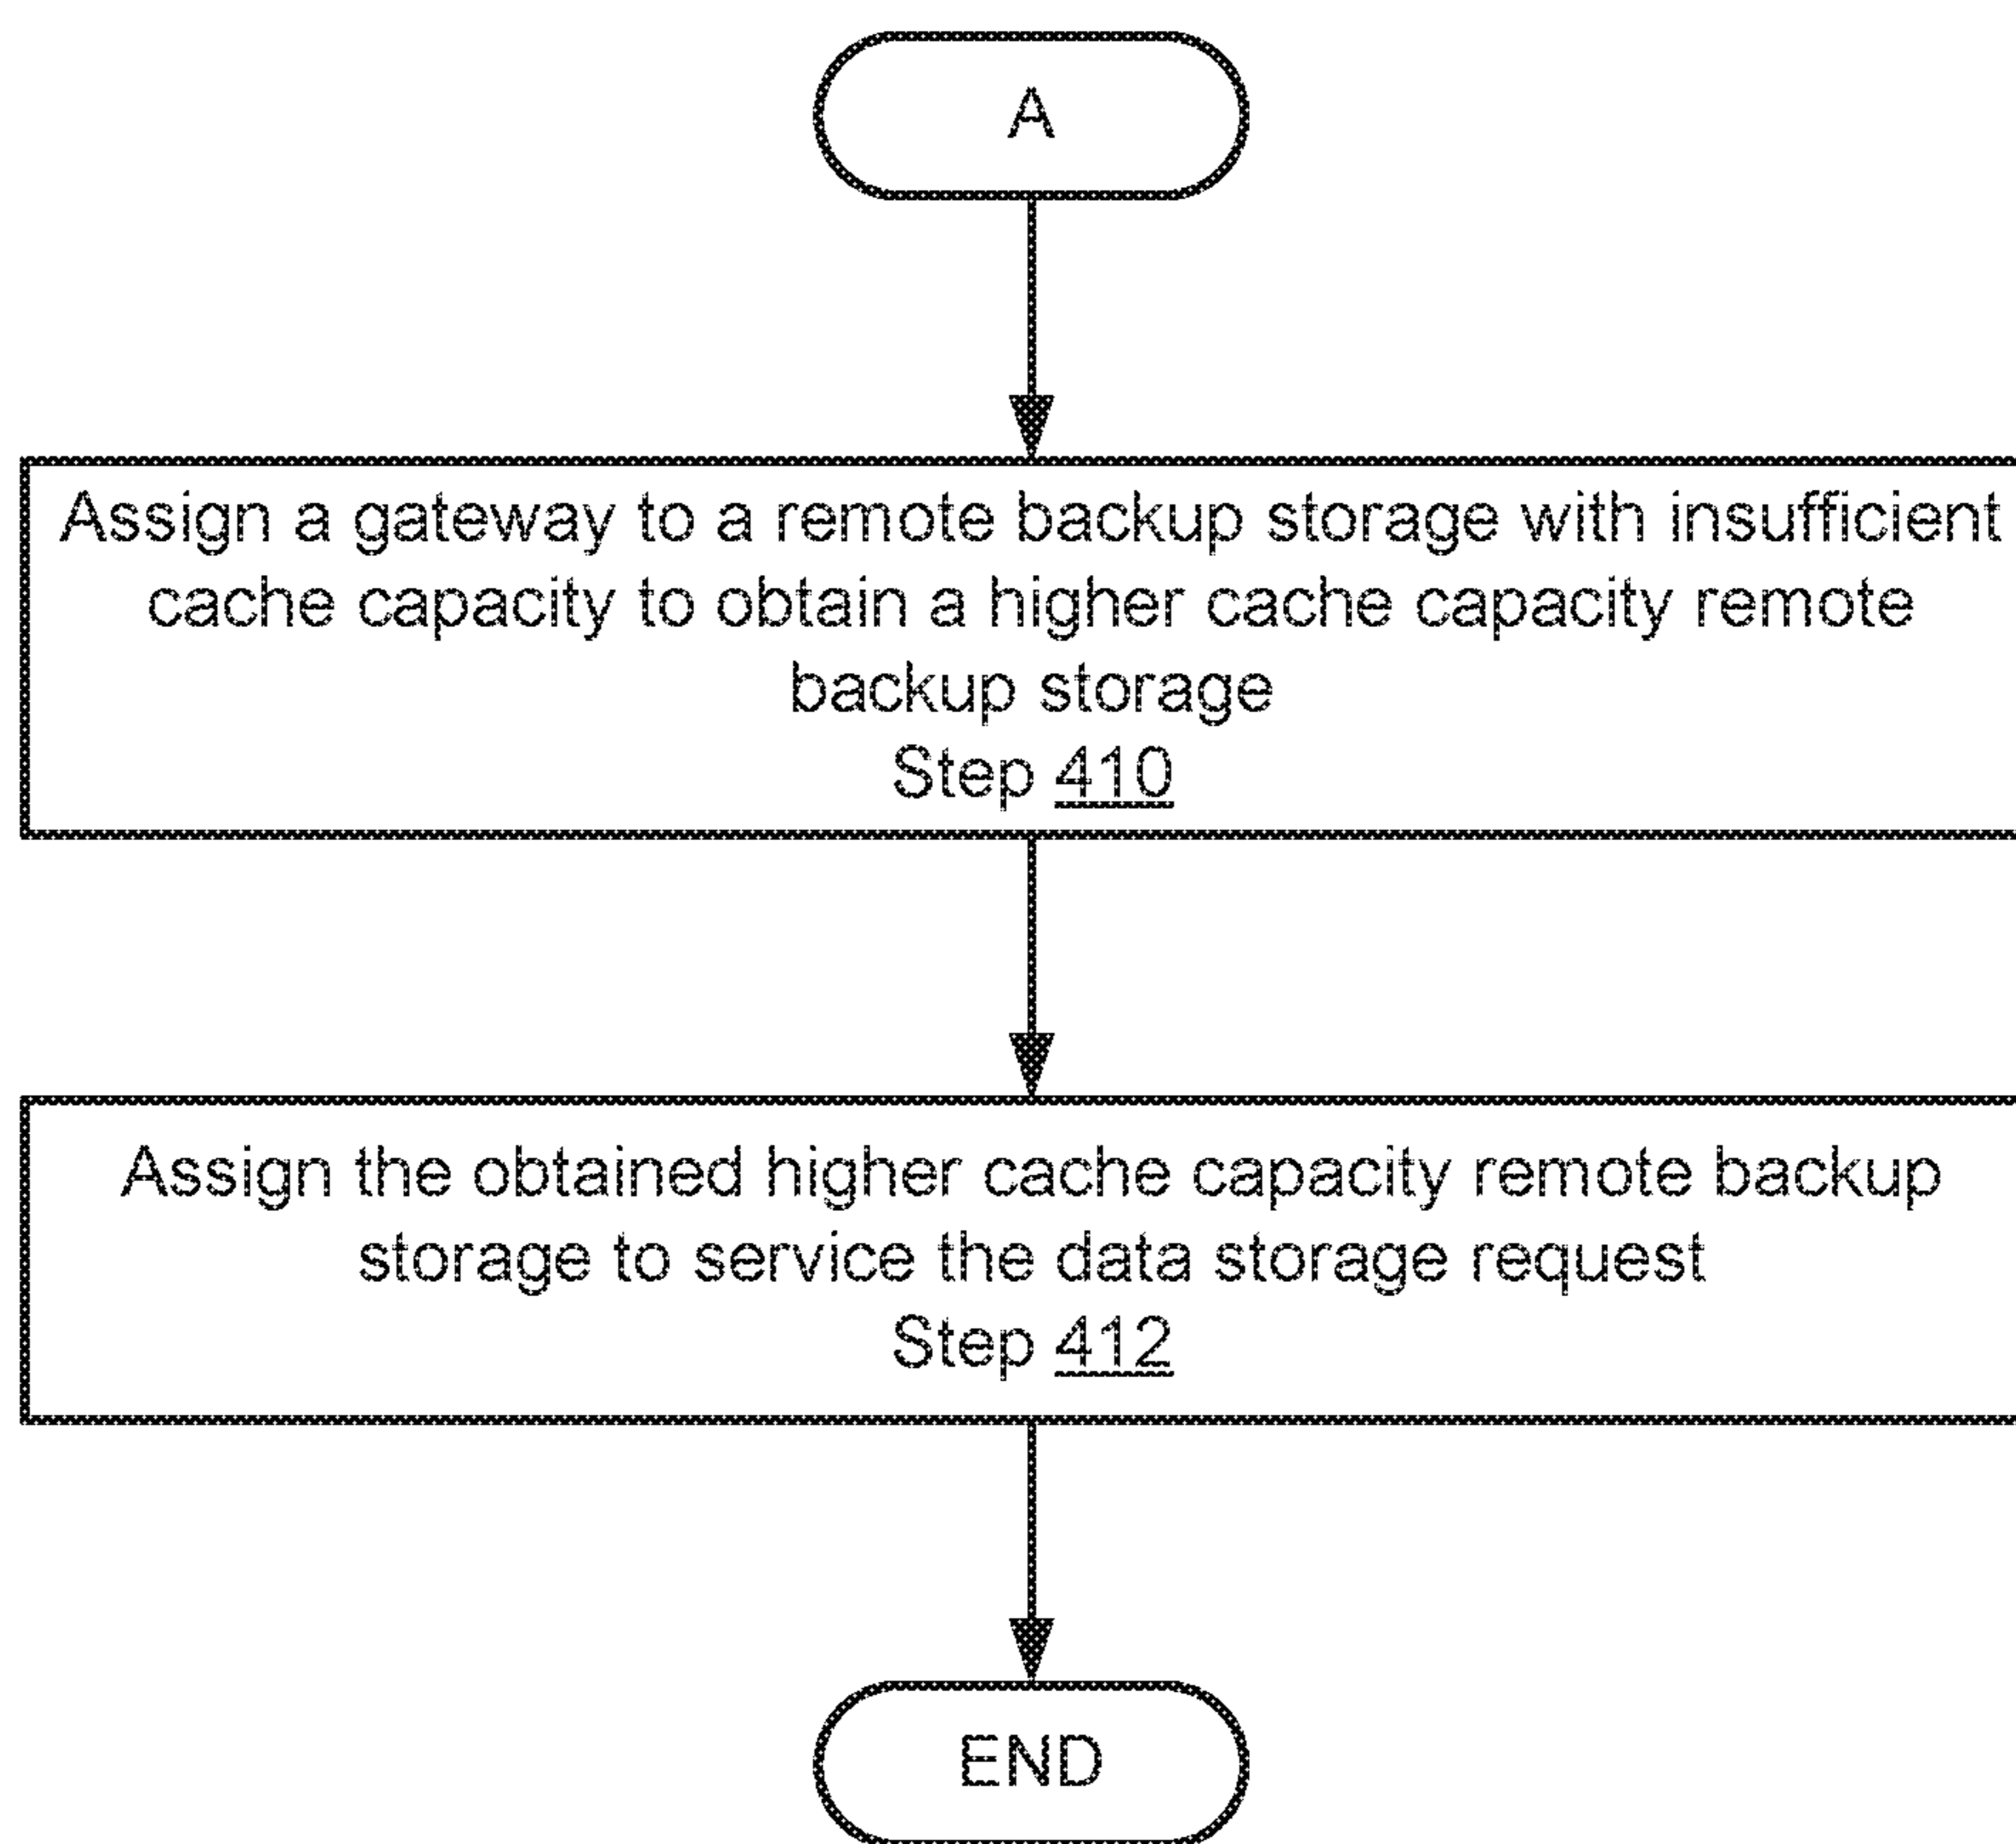 A
Assign a gateway to a remote backup storage with insufficient
cache capacity to obtain a higher cache capacity remote
backup storage
Step 410
Assign the obtained higher cache capacity remote backup
storage to service the data storage request
Step 412
END